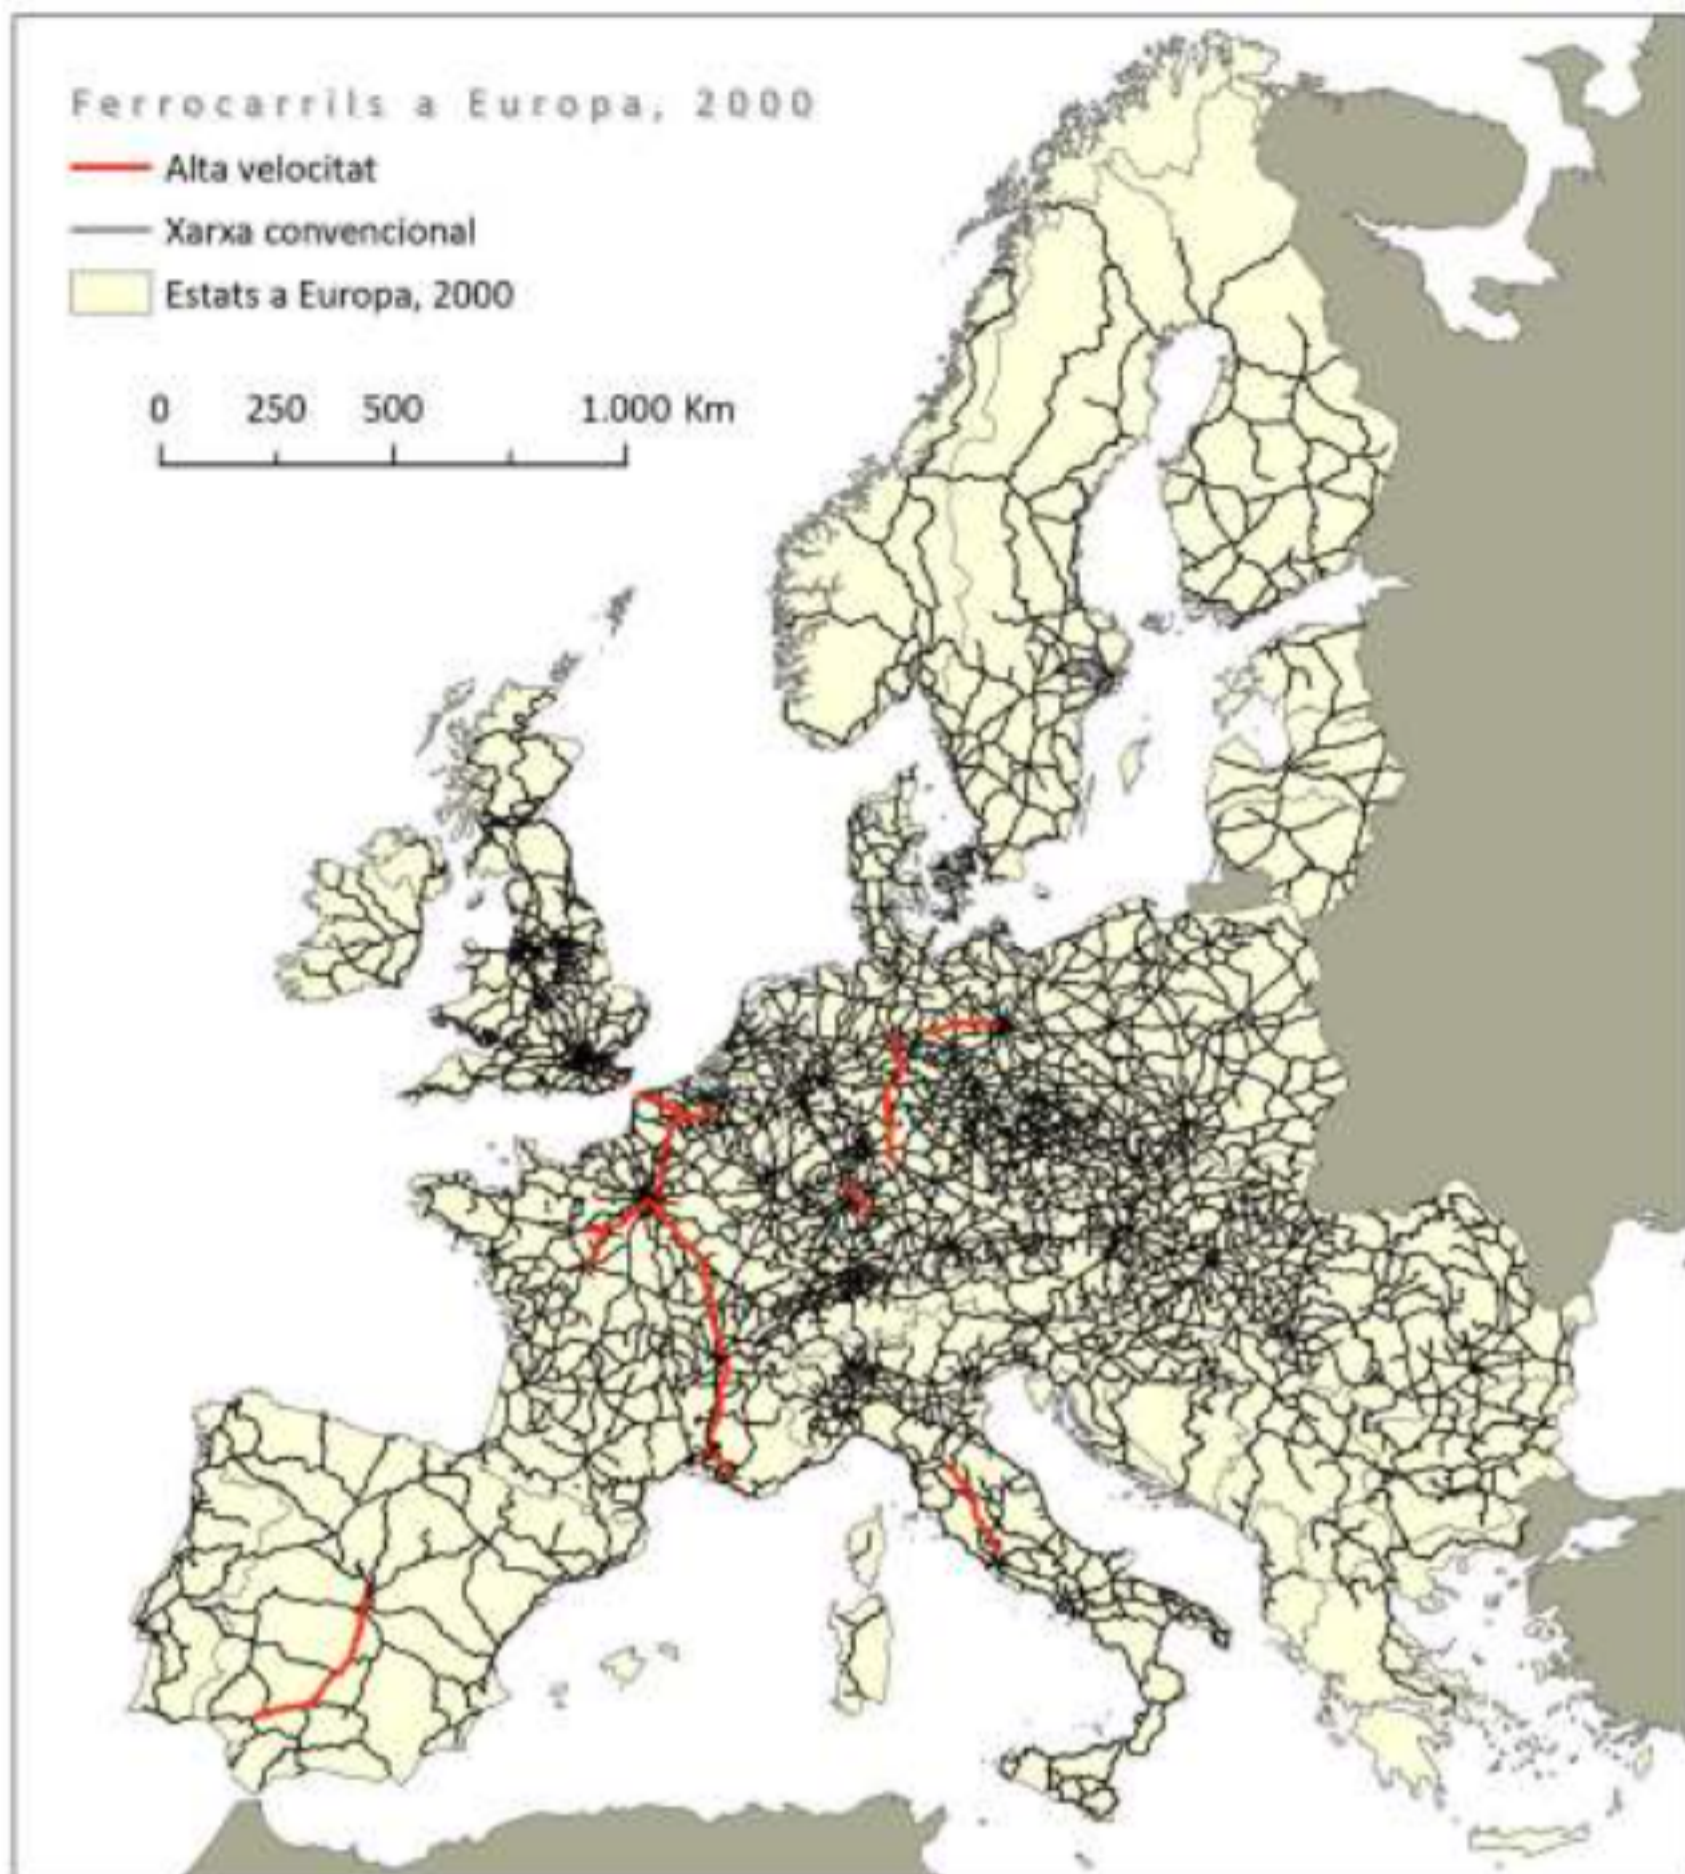 Ferrocarrils a Europa, 2000
Alta velocitat
Xarxa convencional
Estats a Europa, 2000
0 250 500 1.000 Km